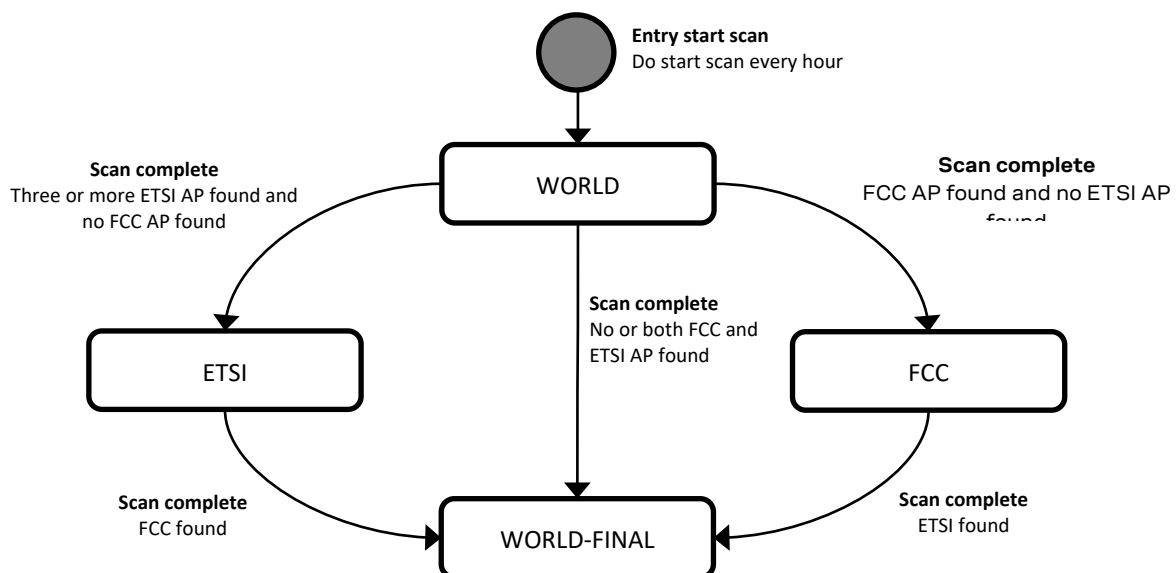 Entry start scan
Do start scan every hour
WORLD
Scan complete
Three or more ETSI AP found and
no FCC AP found
Scan complete
FCC AP found and no ETSI AP
found
Scan complete
No or both FCC and
ETSI AP found
ETSI
FCC
Scan complete
FCC found
Scan complete
ETSI found
WORLD-FINAL